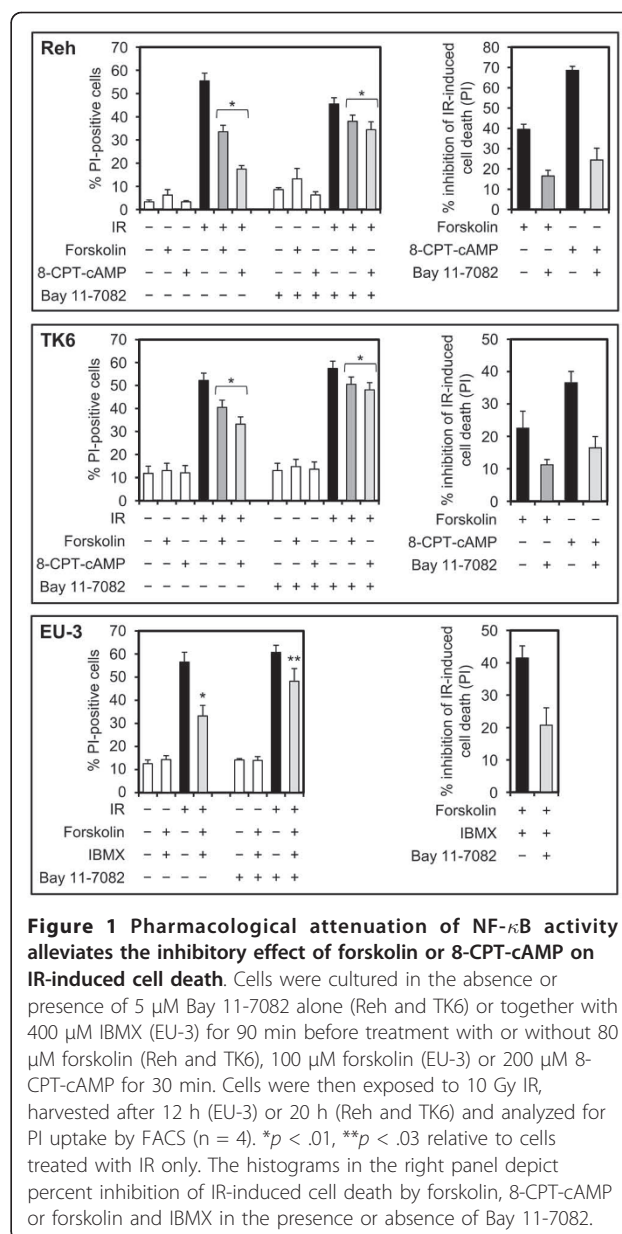 Reh
70
60
50
40
30
20
10
0
% PI-positive cells
* *
IR – – – + + + – – – + + +
Forskolin – + – – + – – + – – + –
8-CPT-cAMP – – + – – + – – + – – +
Bay 11-7082 – – – – – – + + + + + +
80
70
60
50
40
30
20
10
0
% inhibition of IR-induced
cell death (PI)
Forskolin + + – –
8-CPT-cAMP – – + +
Bay 11-7082 – + – +
TK6
70
60
50
40
30
20
10
0
% PI-positive cells
* *
IR – – – + + + – – – + + +
Forskolin – + – – + – – + – – + –
8-CPT-cAMP – – + – – + – – + – – +
Bay 11-7082 – – – – – – + + + + + +
50
40
30
20
10
0
% inhibition of IR-induced
cell death (PI)
Forskolin + + – –
8-CPT-cAMP – – + +
Bay 11-7082 – + – +
EU-3
70
60
50
40
30
20
10
0
% PI-positive cells
* **
IR – – + + – – + +
Forskolin – + – + – + – +
IBMX – + – + – + – +
Bay 11-7082 – – – – + + + +
50
40
30
20
10
0
% inhibition of IR-induced
cell death (PI)
Forskolin + +
IBMX + +
Bay 11-7082 – +
Figure 1 Pharmacological attenuation of NF-κB activity
alleviates the inhibitory effect of forskolin or 8-CPT-cAMP on
IR-induced cell death. Cells were cultured in the absence or
presence of 5 μM Bay 11-7082 alone (Reh and TK6) or together with
400 μM IBMX (EU-3) for 90 min before treatment with or without 80
μM forskolin (Reh and TK6), 100 μM forskolin (EU-3) or 200 μM 8-
CPT-cAMP for 30 min. Cells were then exposed to 10 Gy IR,
harvested after 12 h (EU-3) or 20 h (Reh and TK6) and analyzed for
PI uptake by FACS (n = 4). *p < .01, **p < .03 relative to cells
treated with IR only. The histograms in the right panel depict
percent inhibition of IR-induced cell death by forskolin, 8-CPT-cAMP
or forskolin and IBMX in the presence or absence of Bay 11-7082.